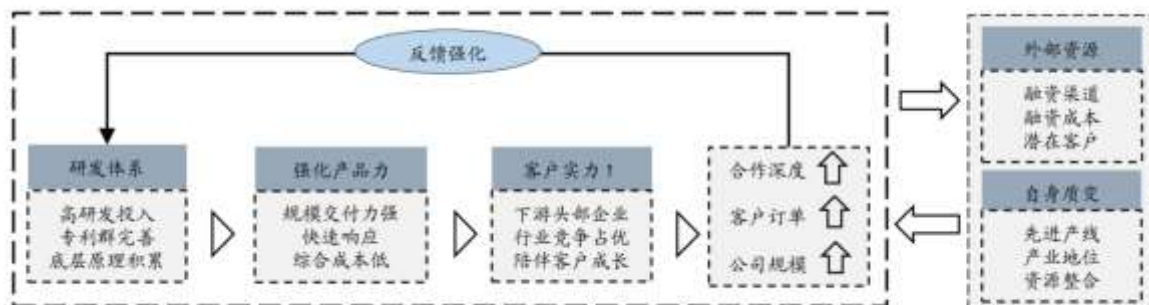 反馈强化
研发体系
高研发投入
专利群完善
底层原理积累
强化产品力
规模交付力强
快速响应
综合成本低
客户实力！
下游头部企业
行业竞争占优
陪伴客户成长
合作深度
客户订单
公司规模
外部资源
融资渠道
融资成本
潜在客户
自身质变
先进产线
产业地位
资源整合